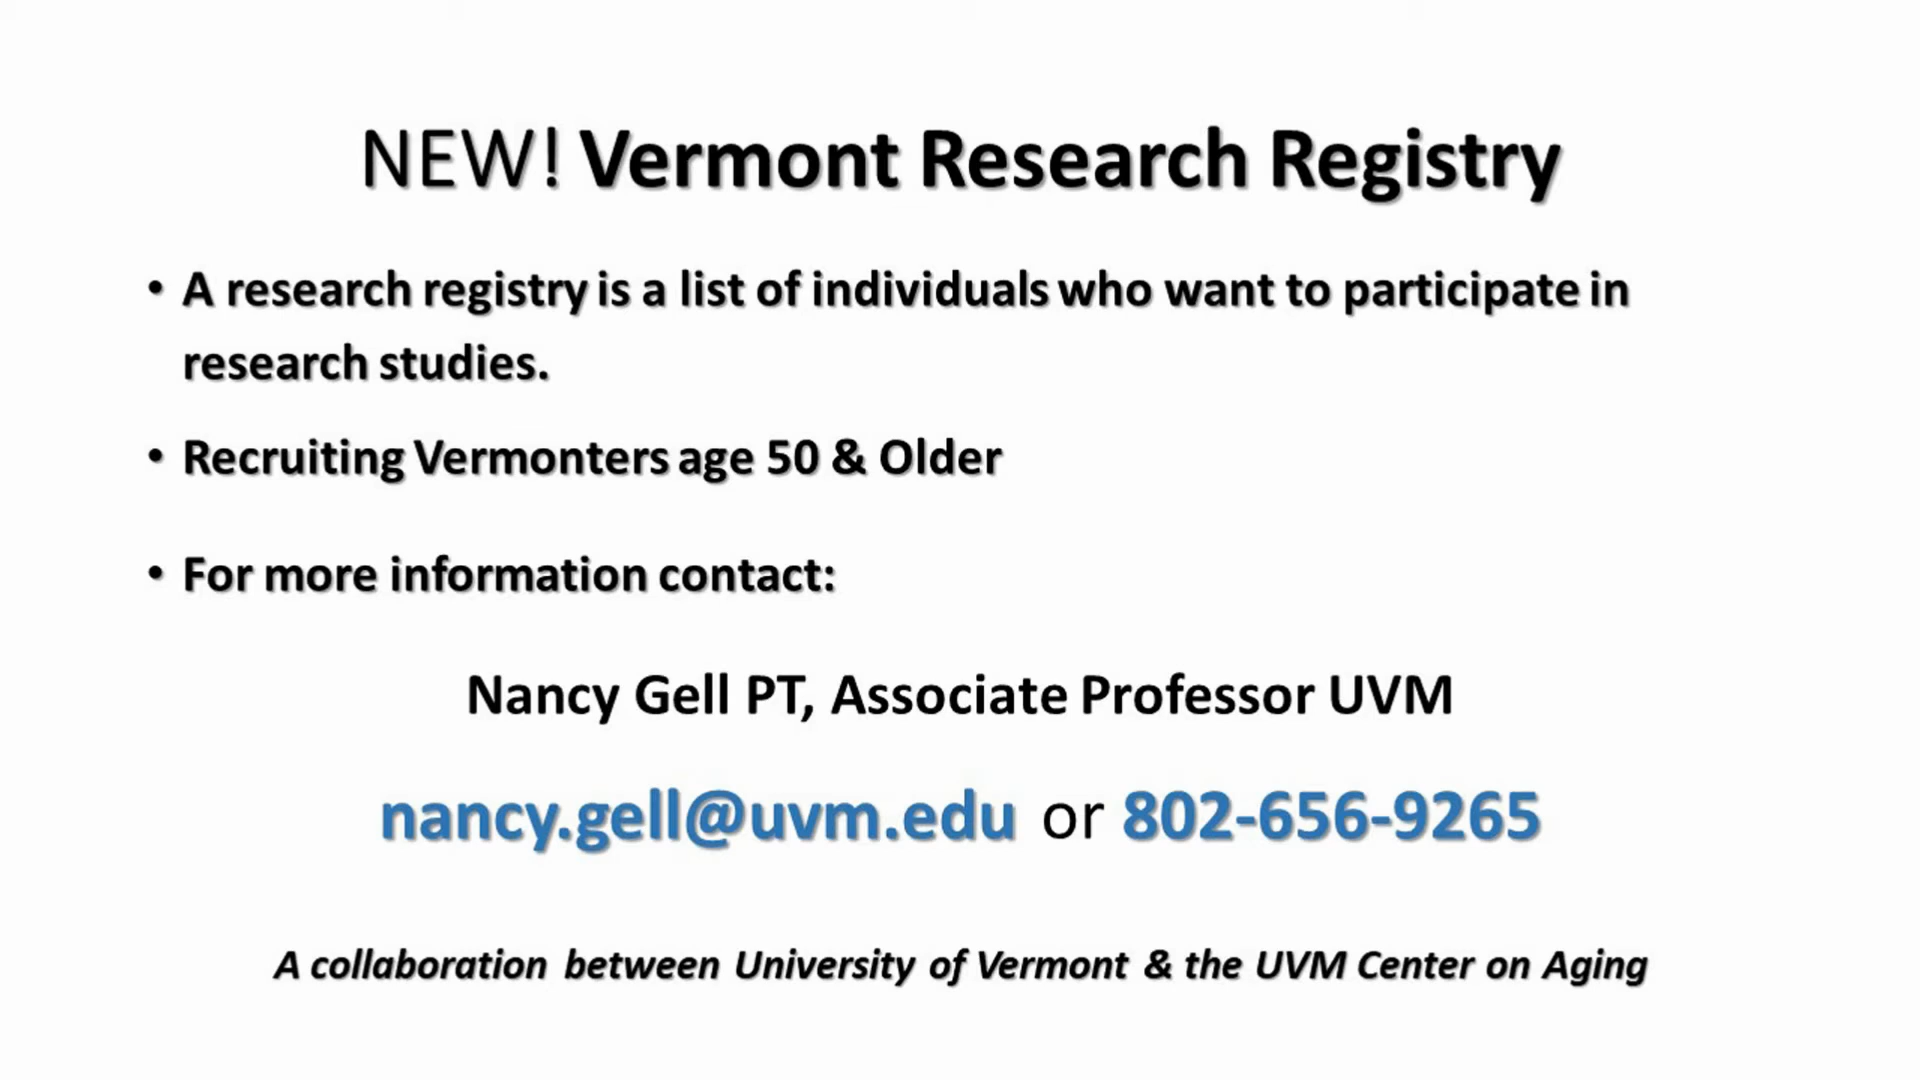 NEW! Vermont Research Registry
• A research registry is a list of individuals who want to participate in
research studies.
• Recruiting Vermonters age 50 & Older
• For more information contact:
Nancy Gell PT, Associate Professor UVM
nancy.gell@uvm.edu or 802-656-9265
A collaboration between University of Vermont & the UVM Center on Aging